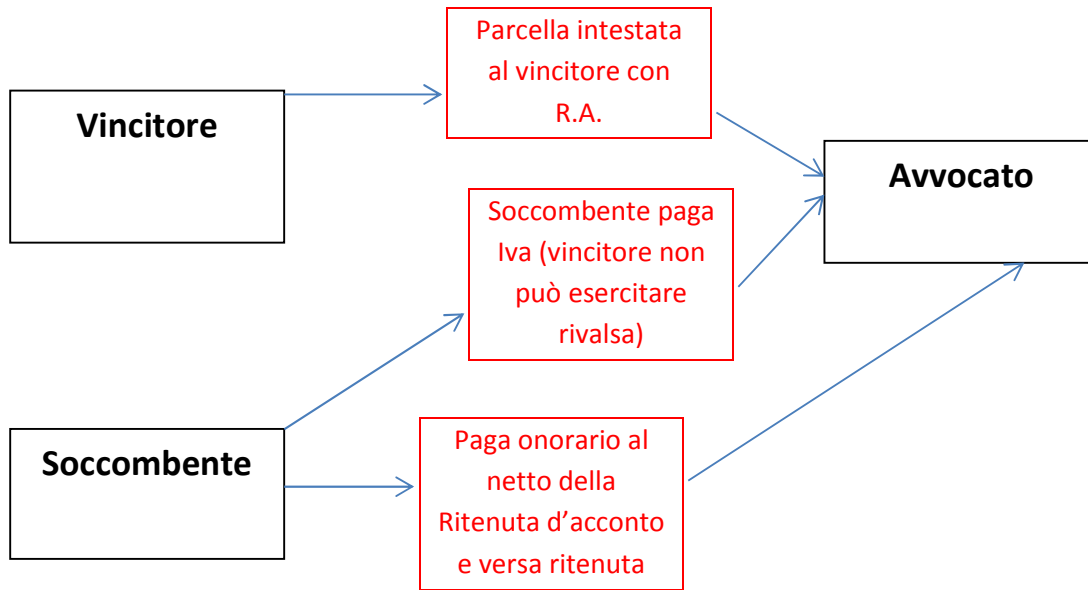 Parcella intestata
al vincitore con
R.A.
Vincitore
Avvocato
Soccombente paga
Iva (vincitore non
può esercitare
rivalsa)
Soccombente
Paga onorario al
netto della
Ritenuta d’acconto
e versa ritenuta